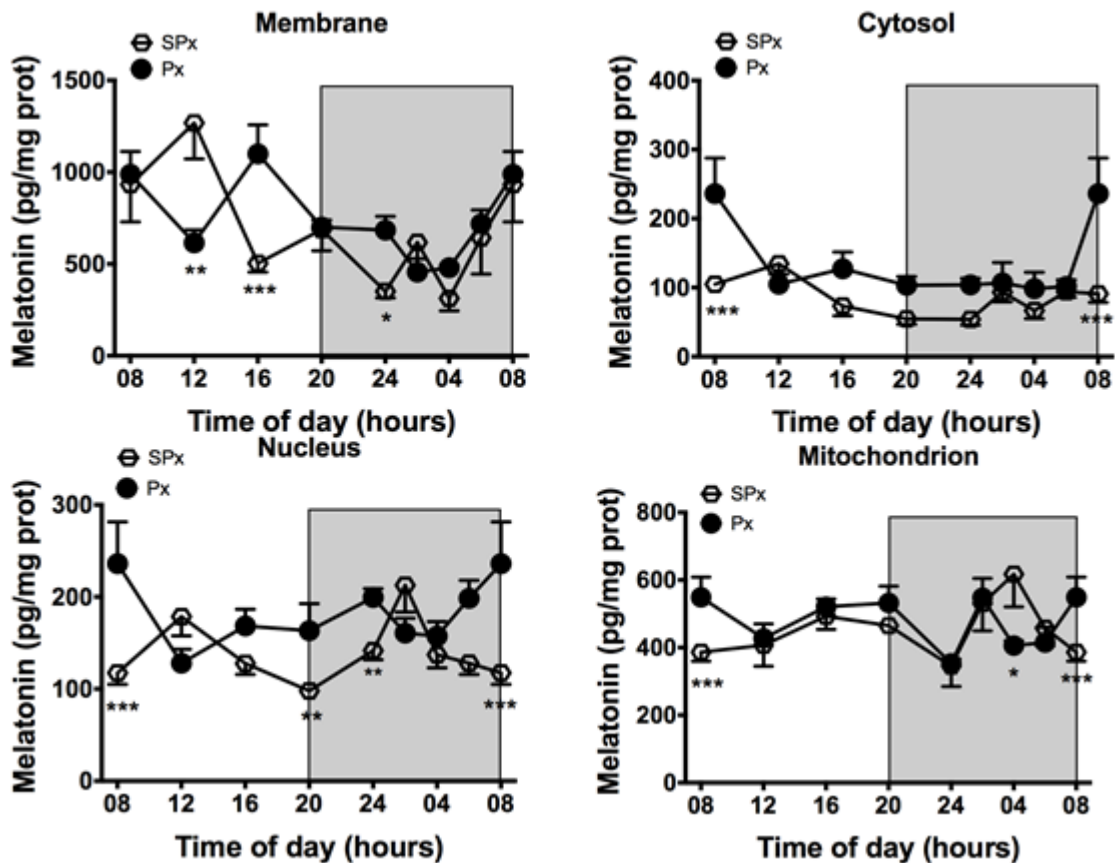 Membrane
SPx
Px
Melatonin (pg/mg prot)
1500
1000
500
0
08 12 16 20 24 04 08
Time of day (hours)
** *** *
Cytosol
SPx
Px
Melatonin (pg/mg prot)
400
300
200
100
0
08 12 16 20 24 04 08
Time of day (hours)
*** ***
Nucleus
SPx
Px
Melatonin (pg/mg prot)
300
200
100
0
08 12 16 20 24 04 08
Time of day (hours)
*** ** ** ***
Mitochondrion
SPx
Px
Melatonin (pg/mg prot)
800
600
400
200
0
08 12 16 20 24 04 08
Time of day (hours)
*** * ***